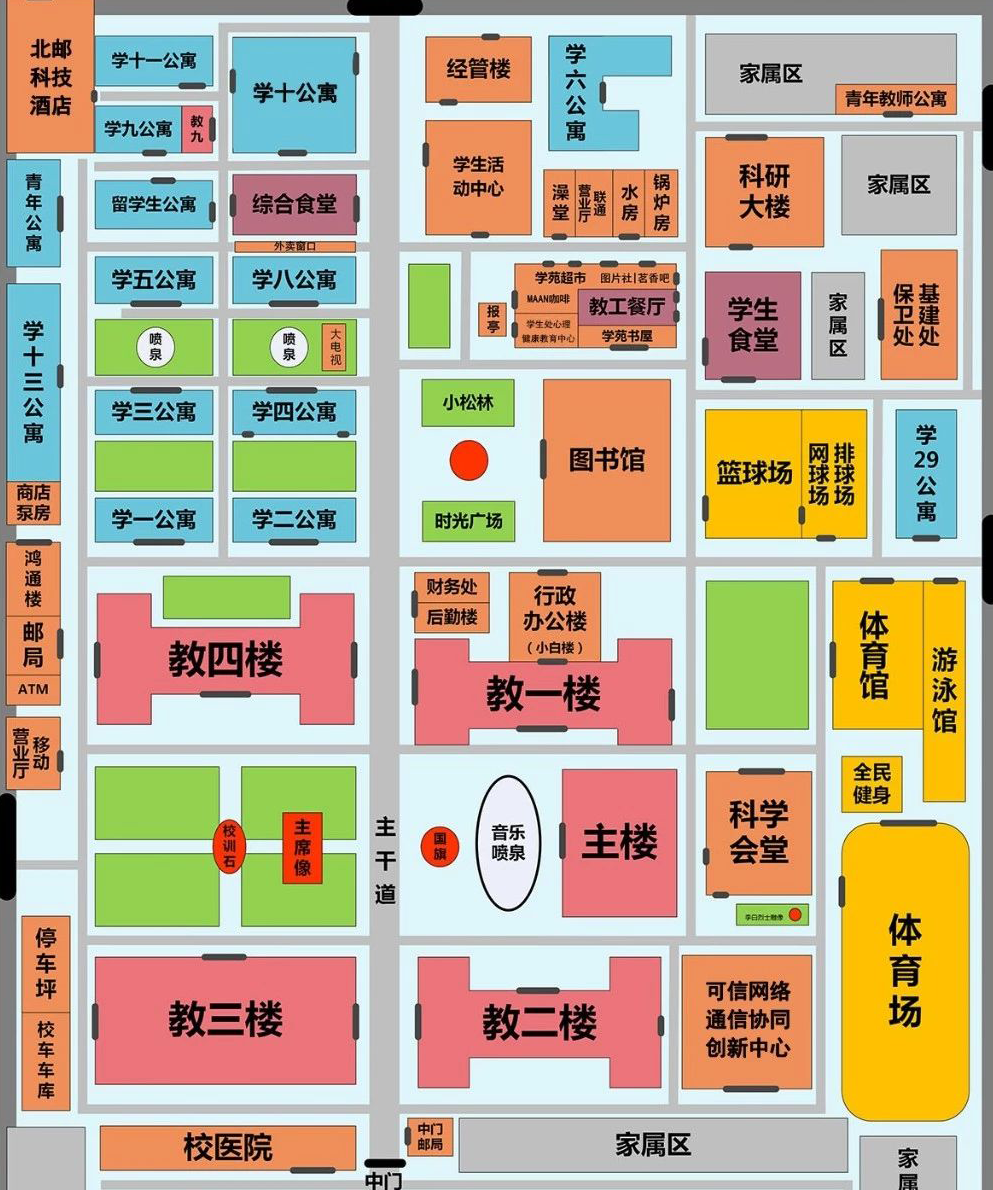 北邮
科技
酒店
学十一公寓
学九公寓
教九
学十公寓
经管楼
学六公寓
家属区
青年教师公寓
青年公寓
留学生公寓
综合食堂
外卖窗口
学生活
动中心
澡堂
联通
营业厅
水房
锅炉房
科研
大楼
家属区
学五公寓
学八公寓
学苑超市
图片社|茗香吧
MAAN咖啡
教工餐厅
学生处心理
健康教育中心
学苑书屋
报亭
学生
食堂
家属区
基建处
保卫处
学十三公寓
喷泉
喷泉
大电视
学三公寓
学四公寓
小松林
图书馆
时光广场
篮球场
排球场
网球场
学29公寓
商店
泵房
学一公寓
学二公寓
鸿通楼
邮局
ATM
移动
营业厅
教四楼
财务处
后勤楼
行政
办公楼
(小白楼)
教一楼
体育馆
游泳馆
全民
健身
校训石
主席像
主干道
国旗
音乐
喷泉
主楼
科学
会堂
李白烈士雕像
体育场
停车坪
校车车库
教三楼
教二楼
可信网络
通信协同
创新中心
校医院
中门
邮局
家属区
中门
家属